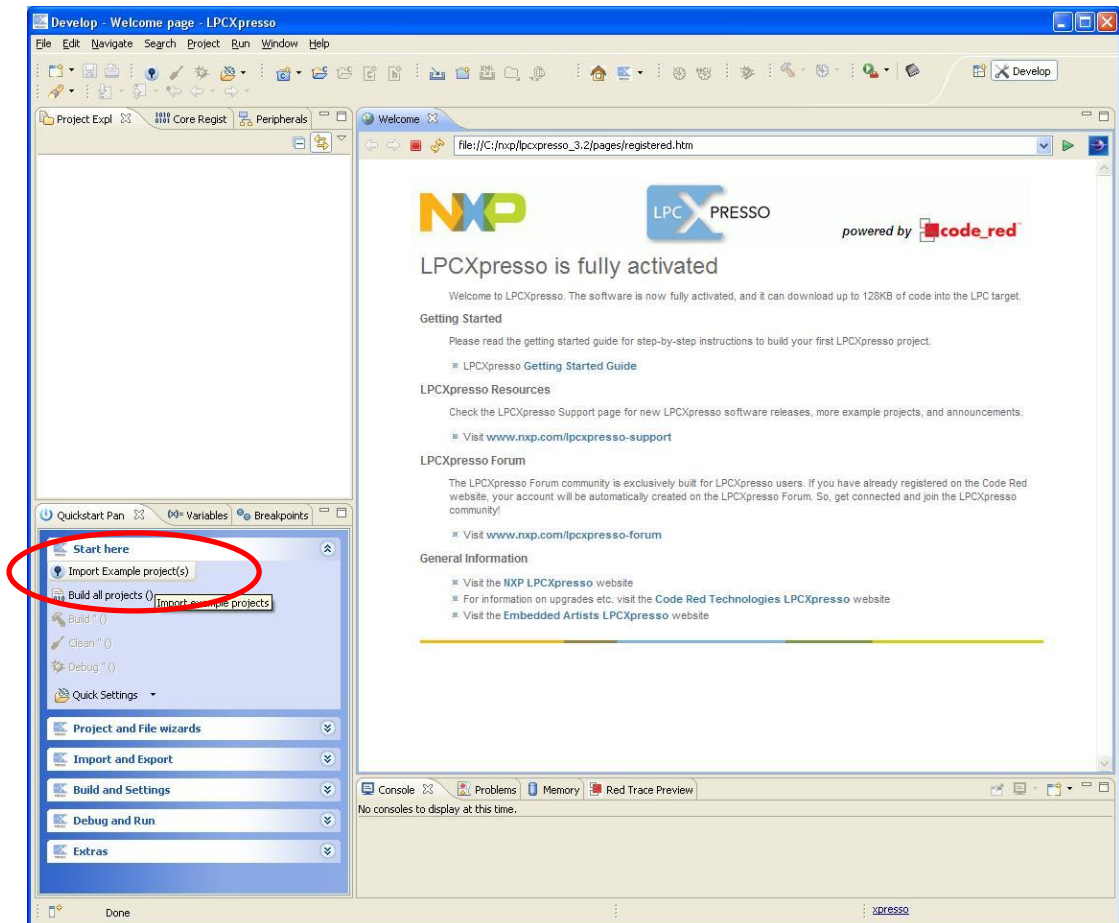 Develop - Welcome page - LPCXpresso
File Edit Navigate Search Project Run Window Help
Develop
Project Expl Core Regist Peripherals
Welcome
file://C:/nxp/lpcxpresso_3.2/pages/registered.htm
NXP LPC XPRESSO powered by code_red
LPCXpresso is fully activated
Welcome to LPCXpresso. The software is now fully activated, and it can download up to 128KB of code into the LPC target.
Getting Started
Please read the getting started guide for step-by-step instructions to build your first LPCXpresso project.
LPCXpresso Getting Started Guide
LPCXpresso Resources
Check the LPCXpresso Support page for new LPCXpresso software releases, more example projects, and announcements.
Visit www.nxp.com/lpcxpresso-support
LPCXpresso Forum
The LPCXpresso Forum community is exclusively built for LPCXpresso users. If you have already registered on the Code Red
website, your account will be automatically created on the LPCXpresso Forum. So, get connected and join the LPCXpresso
community!
Visit www.nxp.com/lpcxpresso-forum
General Information
Visit the NXP LPCXpresso website
For information on upgrades etc. visit the Code Red Technologies LPCXpresso website
Visit the Embedded Artists LPCXpresso website
Quickstart Pan (x)= Variables Breakpoints
Start here
Import Example project(s)
Build all projects ()
Import example projects
Build '' ()
Clean '' ()
Debug '' ()
Quick Settings
Project and File wizards
Import and Export
Build and Settings
Debug and Run
Extras
Console Problems Memory Red Trace Preview
No consoles to display at this time.
Done
xpresso